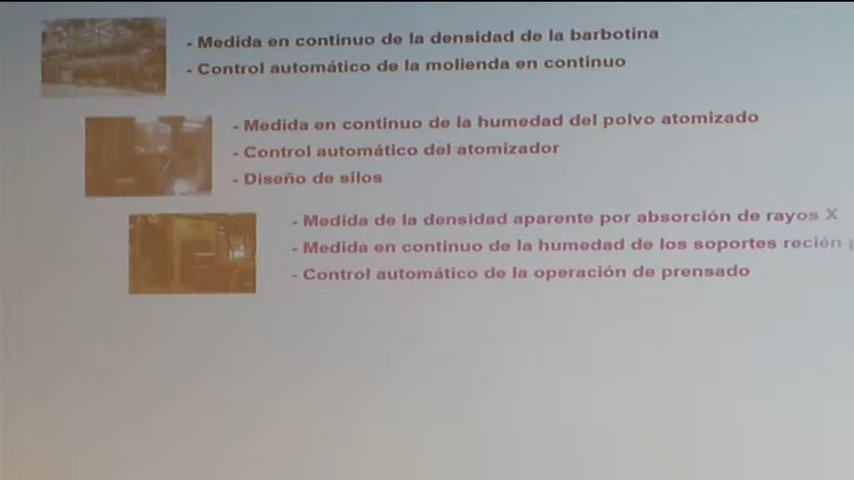 - Medida en continuo de la densidad de la barbotina
- Control automático de la molienda en continuo
- Medida en continuo de la humedad del polvo atomizado
- Control automático del atomizador
- Diseño de silos
- Medida de la densidad aparente por absorción de rayos X
- Medida en continuo de la humedad de los soportes recién
- Control automático de la operación de prensado